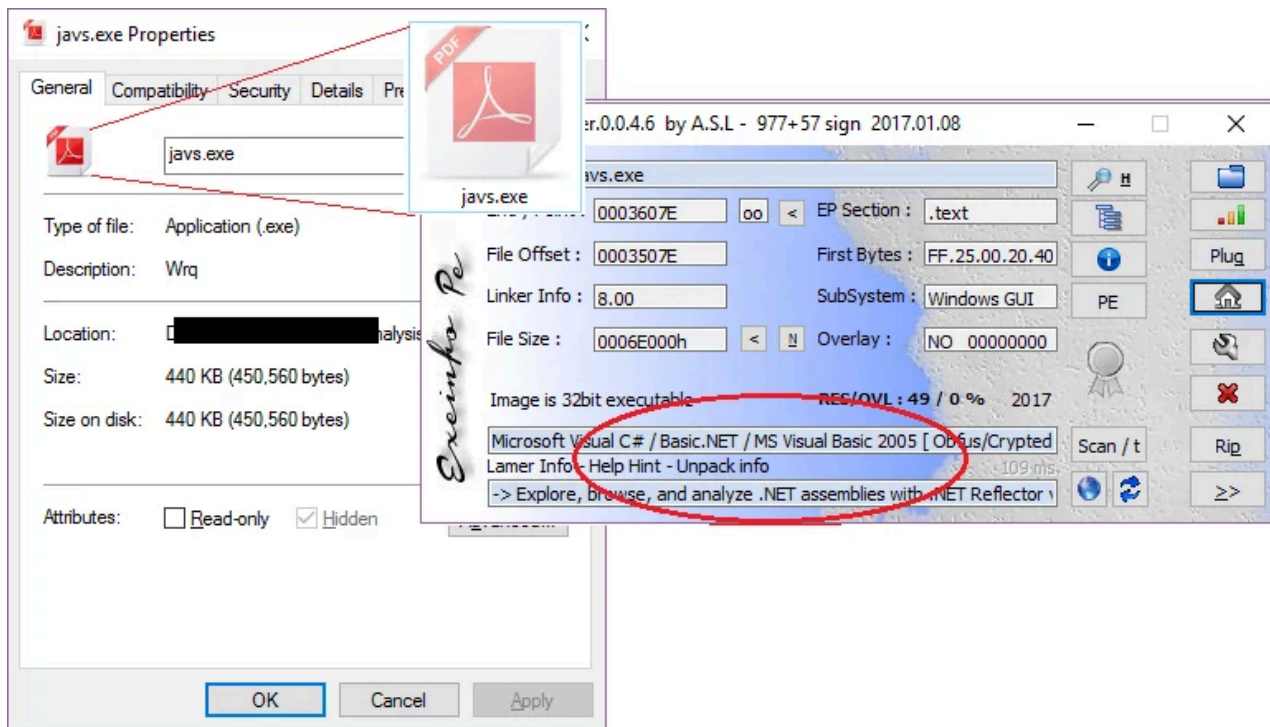 javs.exe Properties
General Compatibility Security Details Pre
javs.exe
Type of file: Application (.exe)
Description: Wrq
Location: D nalysis
Size: 440 KB (450,560 bytes)
Size on disk: 440 KB (450,560 bytes)
Attributes: Read-only Hidden
OK Cancel Apply
PDF
javs.exe
er.0.0.4.6 by A.S.L - 977+57 sign 2017.01.08
avs.exe
H
0003607E oo < EP Section : .text
File Offset : 0003507E First Bytes : FF.25.00.20.40
Plug
Linker Info : 8.00 SubSystem : Windows GUI
PE
File Size : 0006E000h < N Overlay : NO 00000000
Image is 32bit executable RES/OVL : 49 / 0 % 2017
Microsoft Visual C# / Basic.NET / MS Visual Basic 2005 [ Obfus/Crypted
Scan / t Rip
Lamer Info - Help Hint - Unpack info 109 ms
-> Explore, browse, and analyze .NET assemblies with .NET Reflector v
>>
Exeinfo Pe